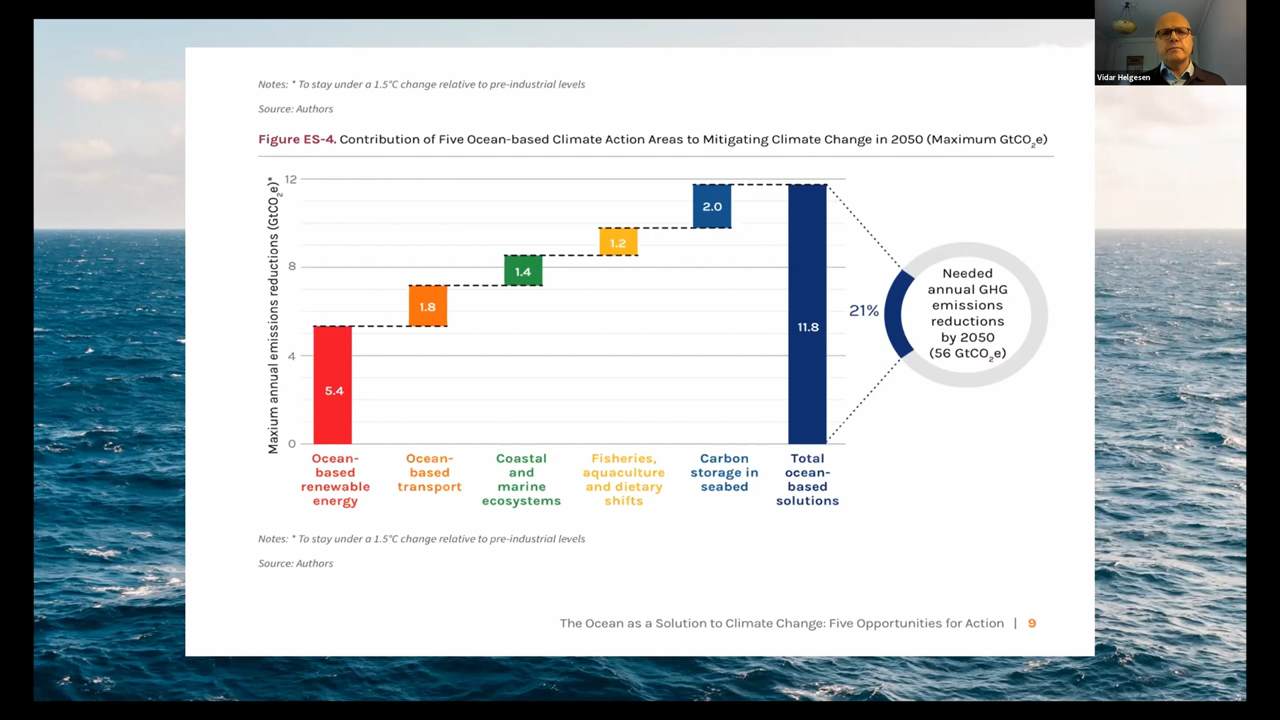 Vidar Helgesen
Notes: * To stay under a 1.5°C change relative to pre-industrial levels
Source: Authors
Figure ES-4. Contribution of Five Ocean-based Climate Action Areas to Mitigating Climate Change in 2050 (Maximum GtCO₂e)
Maxium annual emissions reductions (GtCO₂e)*
12
8
4
0
5.4
1.8
1.4
1.2
2.0
11.8
21%
Needed
annual GHG
emissions
reductions
by 2050
(56 GtCO₂e)
Ocean-
based
renewable
energy
Ocean-
based
transport
Coastal
and
marine
ecosystems
Fisheries,
aquaculture
and dietary
shifts
Carbon
storage in
seabed
Total
ocean-
based
solutions
Notes: * To stay under a 1.5°C change relative to pre-industrial levels
Source: Authors
The Ocean as a Solution to Climate Change: Five Opportunities for Action | 9